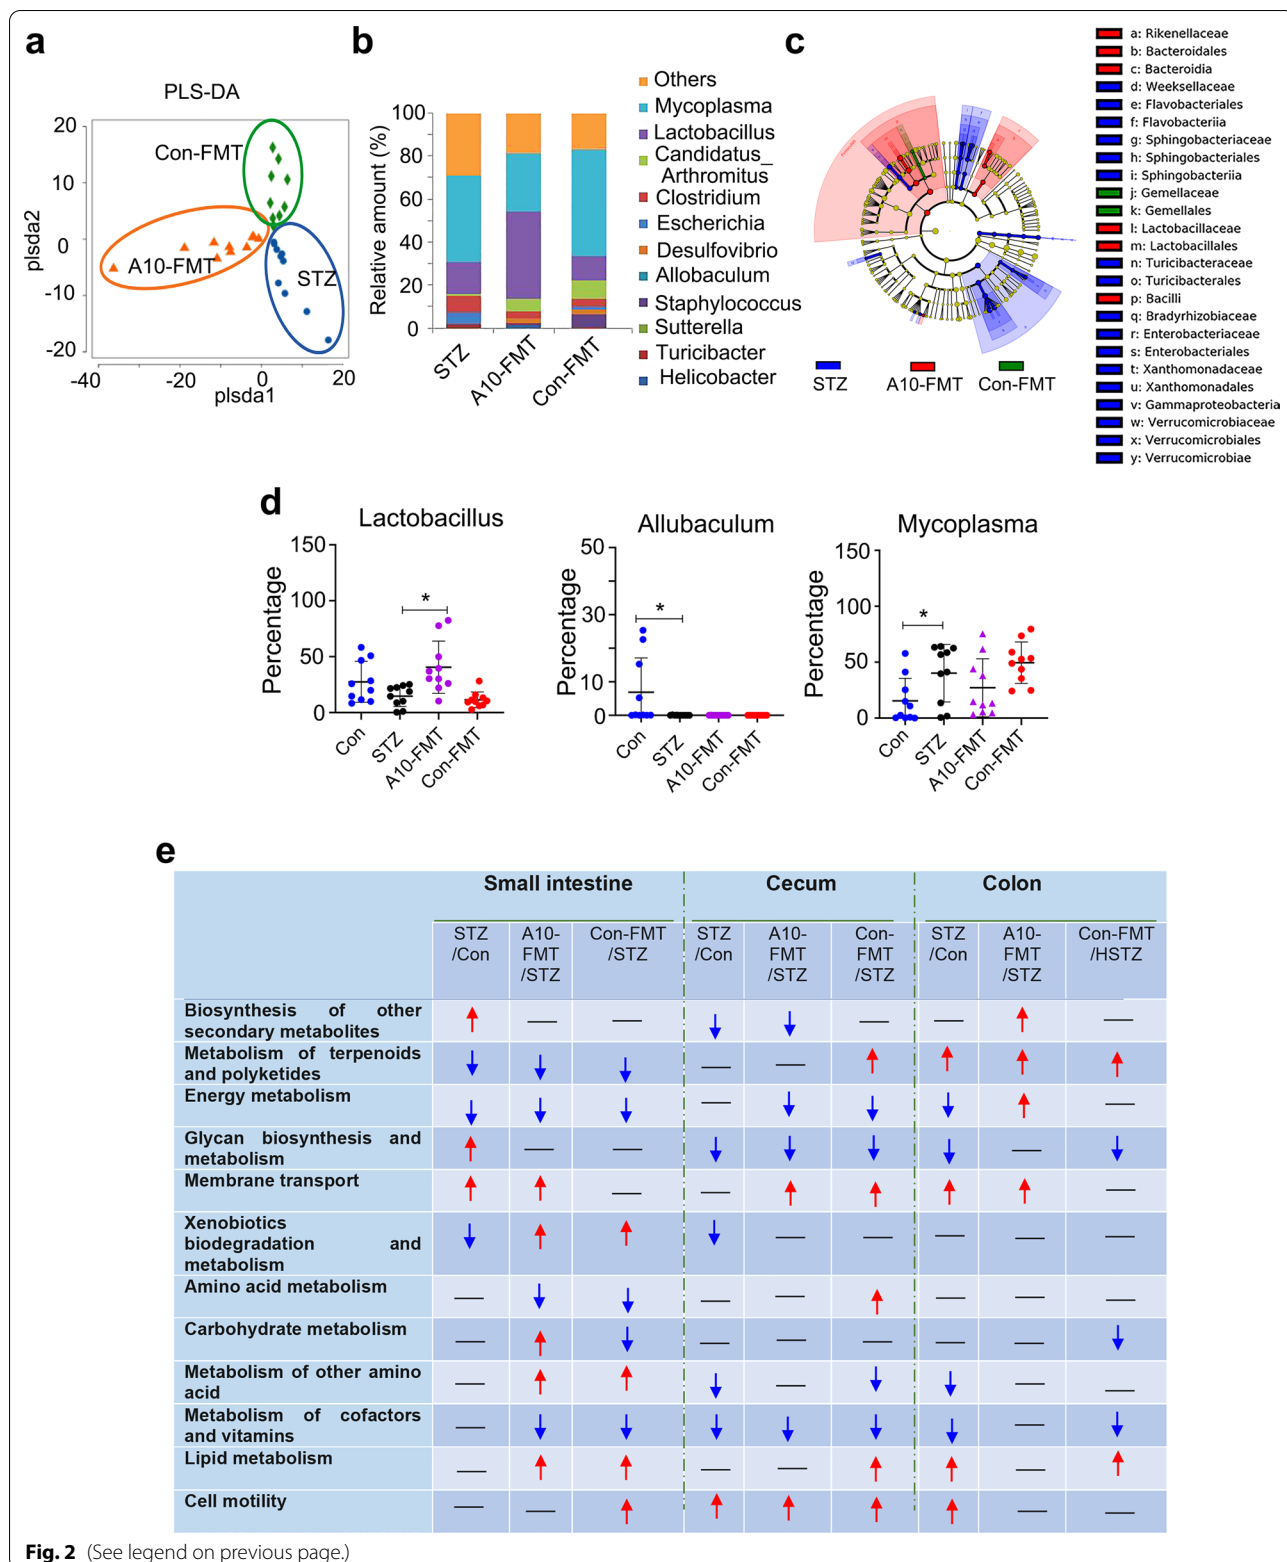 a
PLS-DA
20
10
0
-10
-20
plsda2
Con-FMT
A10-FMT
STZ
-40
-20
0
20
plsda1
b
100
80
60
40
20
0
Relative amount (%)
STZ
A10-FMT
Con-FMT
Others
Mycoplasma
Lactobacillus
Candidatus_
Arthromitus
Clostridium
Escherichia
Desulfovibrio
Allobaculum
Staphylococcus
Sutterella
Turicibacter
Helicobacter
c
STZ
A10-FMT
Con-FMT
a: Rikenellaceae
b: Bacteroidales
c: Bacteroidia
d: Weeksellaceae
e: Flavobacteriales
f: Flavobacteriia
g: Sphingobacteriaceae
h: Sphingobacteriales
i: Sphingobacteriia
j: Gemellaceae
k: Gemellales
l: Lactobacillaceae
m: Lactobacillales
n: Turicibacteraceae
o: Turicibacterales
p: Bacilli
q: Bradyrhizobiaceae
r: Enterobacteriaceae
s: Enterobacteriales
t: Xanthomonadaceae
u: Xanthomonadales
v: Gammaproteobacteria
w: Verrucomicrobiaceae
x: Verrucomicrobiales
y: Verrucomicrobiae
d
Lactobacillus
150
100
50
0
Percentage
*
Con
STZ
A10-FMT
Con-FMT
Allubaculum
50
30
10
0
Percentage
*
Con
STZ
A10-FMT
Con-FMT
Mycoplasma
150
100
50
0
Percentage
*
Con
STZ
A10-FMT
Con-FMT
e
Small intestine Cecum Colon
STZ A10- Con-FMT STZ A10- Con- STZ A10- Con-FMT
/Con FMT /STZ /Con FMT FMT /Con FMT /HSTZ
/STZ /STZ /STZ /STZ
Biosynthesis of other
secondary metabolites
Metabolism of terpenoids
and polyketides
Energy metabolism
Glycan biosynthesis and
metabolism
Membrane transport
Xenobiotics
biodegradation and
metabolism
Amino acid metabolism
Carbohydrate metabolism
Metabolism of other amino
acid
Metabolism of cofactors
and vitamins
Lipid metabolism
Cell motility
Fig. 2 (See legend on previous page.)